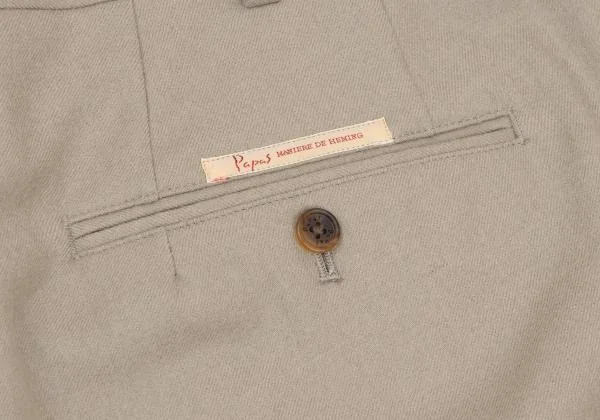 Papas MANIERE DE HEMING